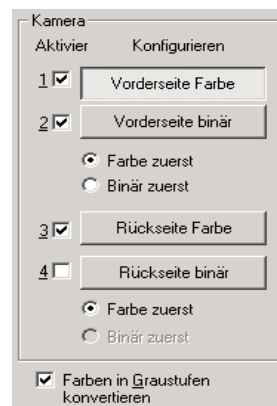 Kamera
Aktivier Konfigurieren
1 Vorderseite Farbe
2 Vorderseite binär
Farbe zuerst
Binär zuerst
3 Rückseite Farbe
4 Rückseite binär
Farbe zuerst
Binär zuerst
Farben in Graustufen
konvertieren